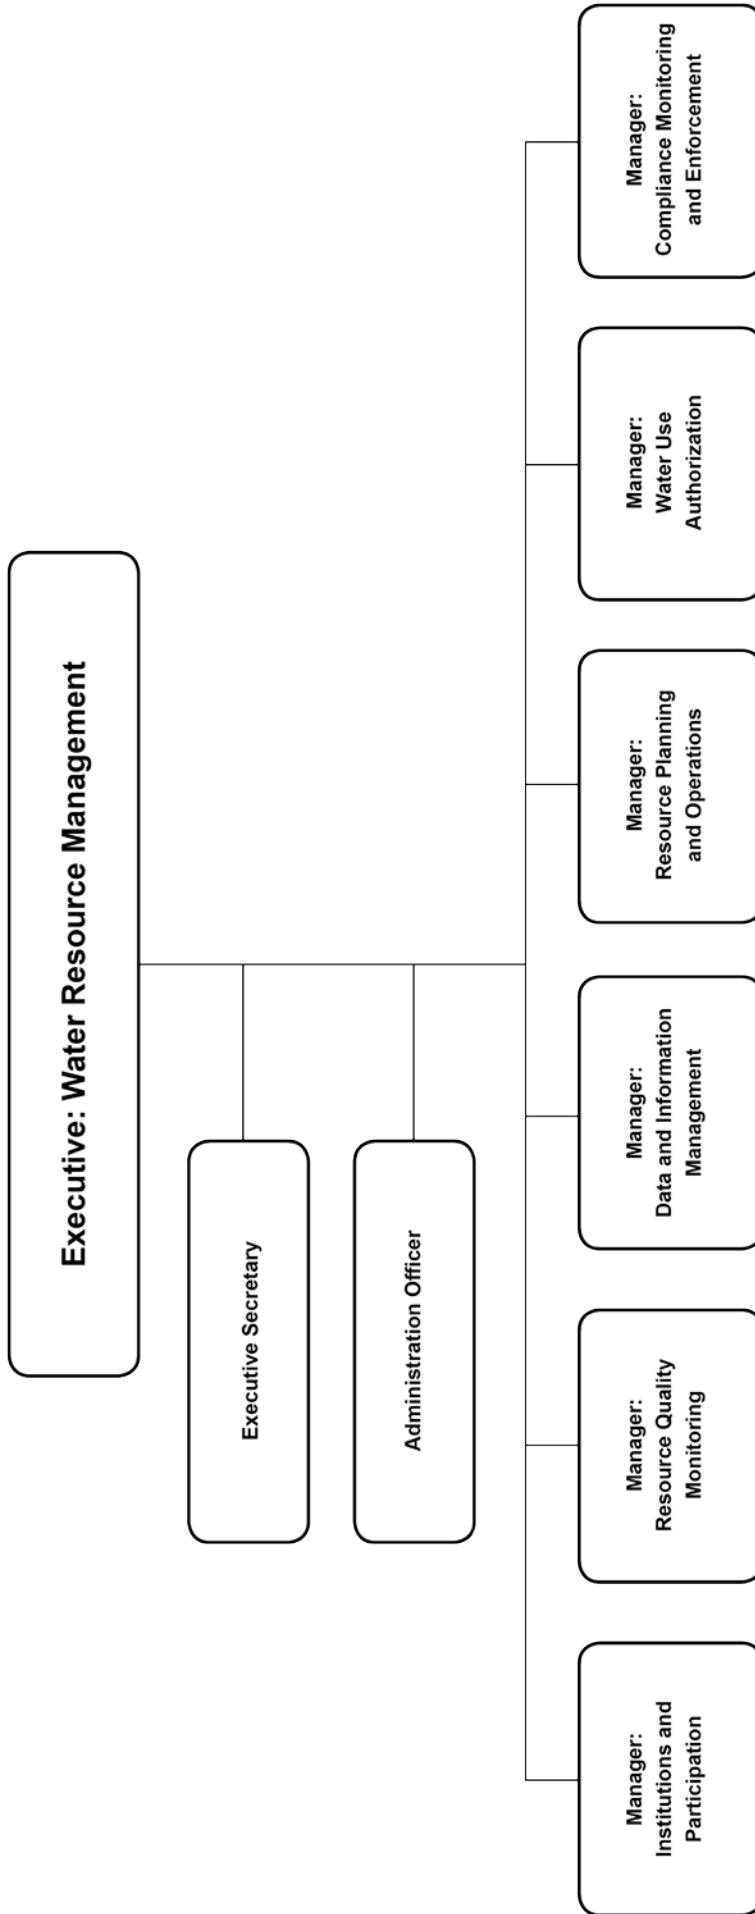 Executive: Water Resource Management
Executive Secretary
Administration Officer
Manager:
Institutions and
Participation
Manager:
Resource Quality
Monitoring
Manager:
Data and Information
Management
Manager:
Resource Planning
and Operations
Manager:
Water Use
Authorization
Manager:
Compliance Monitoring
and Enforcement